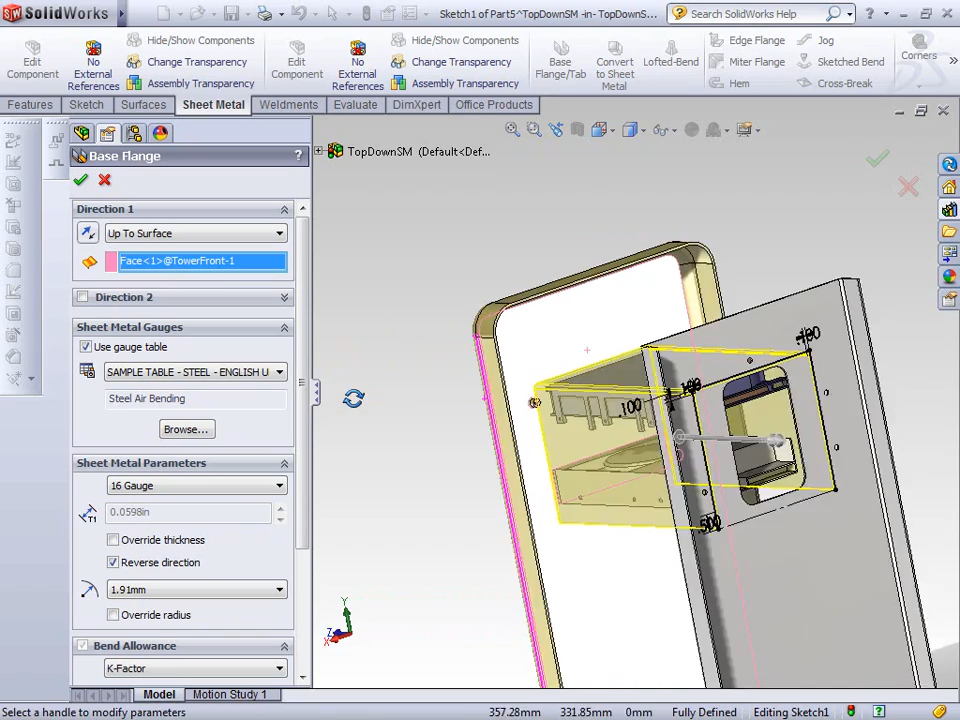 SolidWorks
Sketch1 of Part5^TopDownSM -in- TopDownS...
Search SolidWorks Help
Edit Component
No External References
Hide/Show Components
Change Transparency
Assembly Transparency
Edit Component
No External References
Hide/Show Components
Change Transparency
Assembly Transparency
Base Flange/Tab
Convert to Sheet Metal
Lofted-Bend
Edge Flange
Miter Flange
Hem
Jog
Sketched Bend
Cross-Break
Corners
Features
Sketch
Surfaces
Sheet Metal
Weldments
Evaluate
DimXpert
Office Products
TopDownSM (Default<Def...
Base Flange
?
Direction 1
Up To Surface
Face<1>@TowerFront-1
Direction 2
Sheet Metal Gauges
Use gauge table
SAMPLE TABLE - STEEL - ENGLISH U
Steel Air Bending
Browse...
Sheet Metal Parameters
16 Gauge
T1
0.0598in
Override thickness
Reverse direction
1.91mm
Override radius
Bend Allowance
K-Factor
.100
.100
.100
.500
Y
Z
X
Model
Motion Study 1
Select a handle to modify parameters
357.28mm
331.85mm
0mm
Fully Defined
Editing Sketch1